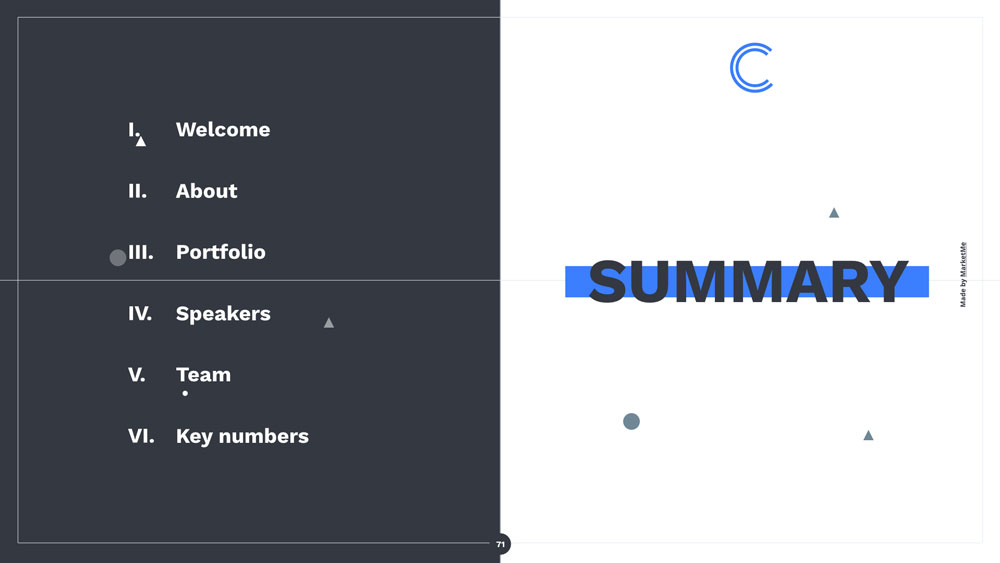 I. Welcome
II. About
III. Portfolio
IV. Speakers
V. Team
VI. Key numbers
SUMMARY
Made by MarketMe
71